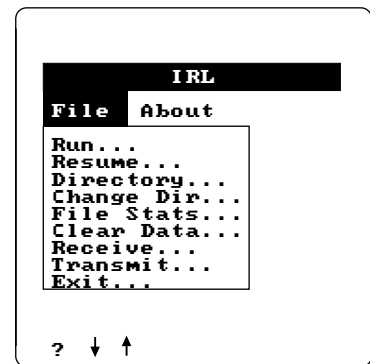 IRL
File About
Run...
Resume...
Directory...
Change Dir...
File Stats...
Clear Data...
Receive...
Transmit...
Exit...
? ↓ ↑